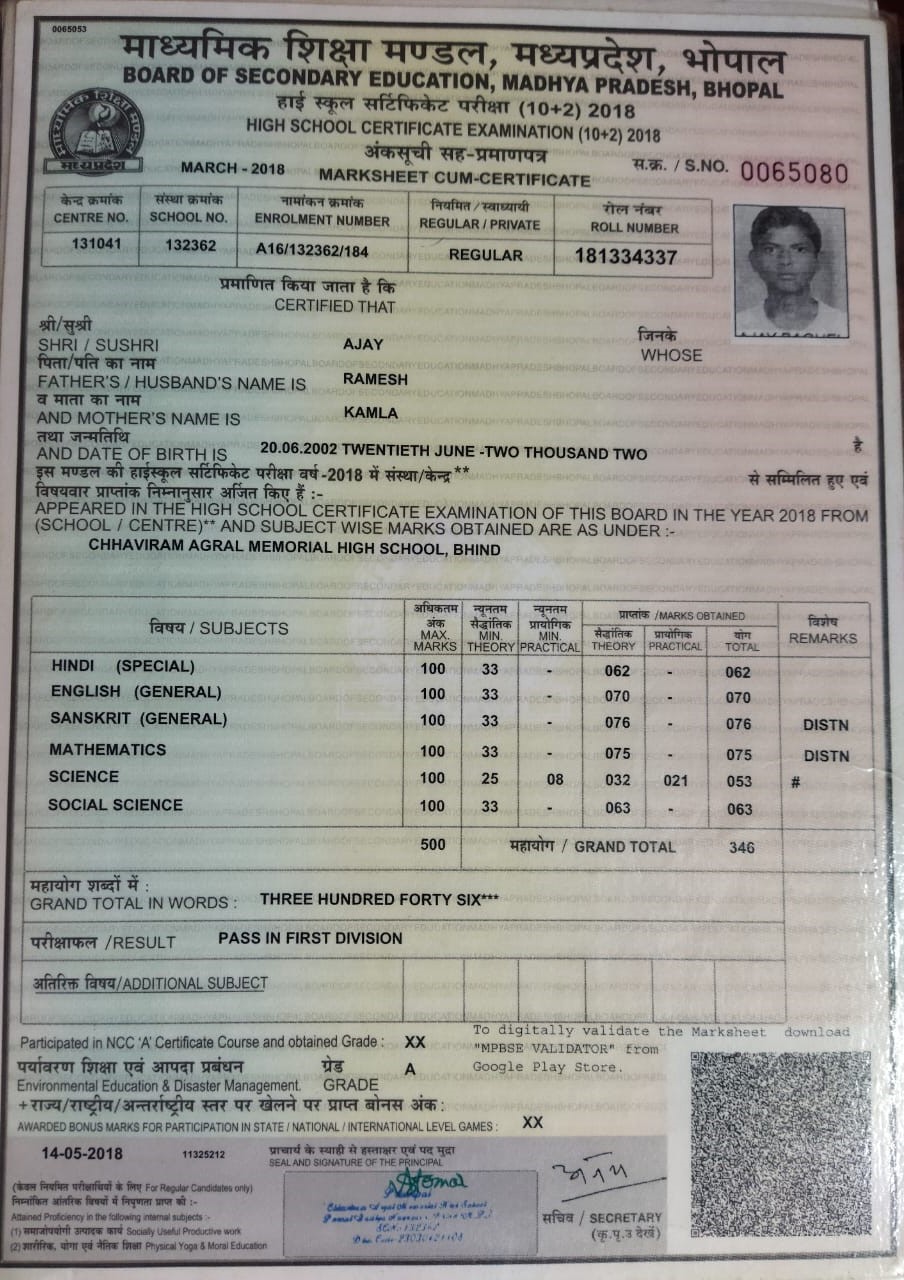 0065053
माध्यमिक शिक्षा मण्डल, मध्यप्रदेश, भोपाल
BOARD OF SECONDARY EDUCATION, MADHYA PRADESH, BHOPAL
हाई स्कूल सर्टिफिकेट परीक्षा (10+2) 2018
HIGH SCHOOL CERTIFICATE EXAMINATION (10+2) 2018
अंकसूची सह-प्रमाणपत्र
MARCH - 2018 MARKSHEET CUM-CERTIFICATE स.क्र. / S.NO. 0065080
माध्यमिक शिक्षा मण्डल
मध्यप्रदेश
केन्द्र क्रमांक संस्था क्रमांक नामांकन क्रमांक नियमित / स्वाध्यायी रोल नंबर
CENTRE NO. SCHOOL NO. ENROLMENT NUMBER REGULAR / PRIVATE ROLL NUMBER
131041 132362 A16/132362/184 REGULAR 181334337
प्रमाणित किया जाता है कि
CERTIFIED THAT
श्री/सुश्री जिनके
SHRI / SUSHRI AJAY WHOSE
पिता/पति का नाम
FATHER'S / HUSBAND'S NAME IS RAMESH
व माता का नाम
AND MOTHER'S NAME IS KAMLA
तथा जन्मतिथि
AND DATE OF BIRTH IS 20.06.2002 TWENTIETH JUNE -TWO THOUSAND TWO है
इस मण्डल की हाईस्कूल सर्टिफिकेट परीक्षा वर्ष-2018 में संस्था/केन्द्र** से सम्मिलित हुए एवं
विषयवार प्राप्तांक निम्नानुसार अर्जित किए हैं :-
APPEARED IN THE HIGH SCHOOL CERTIFICATE EXAMINATION OF THIS BOARD IN THE YEAR 2018 FROM
(SCHOOL / CENTRE)** AND SUBJECT WISE MARKS OBTAINED ARE AS UNDER :-
CHHAVIRAM AGRAL MEMORIAL HIGH SCHOOL, BHIND
विषय / SUBJECTS अधिकतम अंक MAX. MARKS न्यूनतम सैद्धांतिक MIN. THEORY न्यूनतम प्रायोगिक MIN. PRACTICAL प्राप्तांक /MARKS OBTAINED विशेष REMARKS
सैद्धांतिक THEORY प्रायोगिक PRACTICAL योग TOTAL
HINDI (SPECIAL) 100 33 - 062 - 062
ENGLISH (GENERAL) 100 33 - 070 - 070
SANSKRIT (GENERAL) 100 33 - 076 - 076 DISTN
MATHEMATICS 100 33 - 075 - 075 DISTN
SCIENCE 100 25 08 032 021 053 #
SOCIAL SCIENCE 100 33 - 063 - 063
500 महायोग / GRAND TOTAL 346
महायोग शब्दों में :
GRAND TOTAL IN WORDS : THREE HUNDRED FORTY SIX***
परीक्षाफल /RESULT PASS IN FIRST DIVISION
अतिरिक्त विषय/ADDITIONAL SUBJECT
Participated in NCC 'A' Certificate Course and obtained Grade : XX
To digitally validate the Marksheet download
"MPBSE VALIDATOR" from
Google Play Store.
पर्यावरण शिक्षा एवं आपदा प्रबंधन ग्रेड A
Environmental Education & Disaster Management. GRADE
+राज्य/राष्ट्रीय/अन्तर्राष्ट्रीय स्तर पर खेलने पर प्राप्त बोनस अंक :
AWARDED BONUS MARKS FOR PARTICIPATION IN STATE / NATIONAL / INTERNATIONAL LEVEL GAMES : XX
14-05-2018 11325212 प्राचार्य के स्याही से हस्ताक्षर एवं पद मुद्रा
SEAL AND SIGNATURE OF THE PRINCIPAL
(केवल नियमित परीक्षार्थियों के लिए For Regular Candidates only)
निम्नांकित आंतरिक विषयों में निपुणता प्राप्त की :-
Attained Proficiency in the following internal subjects :-
(1) समाजोपयोगी उत्पादक कार्य Socially Useful Productive work
(2) शारीरिक, योग एवं नैतिक शिक्षा Physical Yoga & Moral Education
सचिव / SECRETARY
(कृ.पृ.उ देखें)